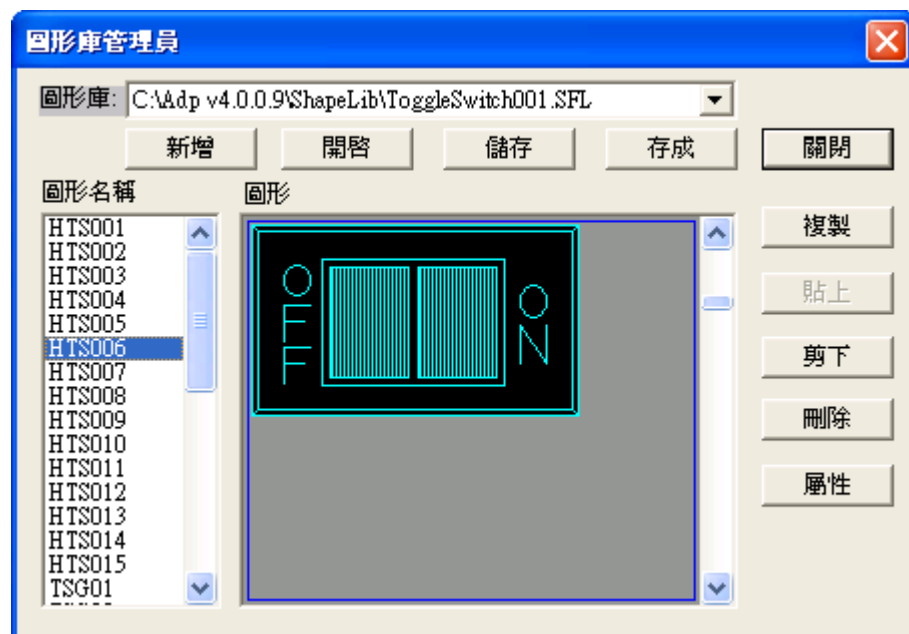 圖形庫管理員
圖形庫: C:\Adp v4.0.0.9\ShapeLib\ToggleSwitch001.SFL
新增 開啓 儲存 存成 關閉
圖形名稱 圖形
HTS001
HTS002
HTS003
HTS004
HTS005
HTS006
HTS007
HTS008
HTS009
HTS010
HTS011
HTS012
HTS013
HTS014
HTS015
TSG01
OFF
ON
複製
貼上
剪下
刪除
屬性